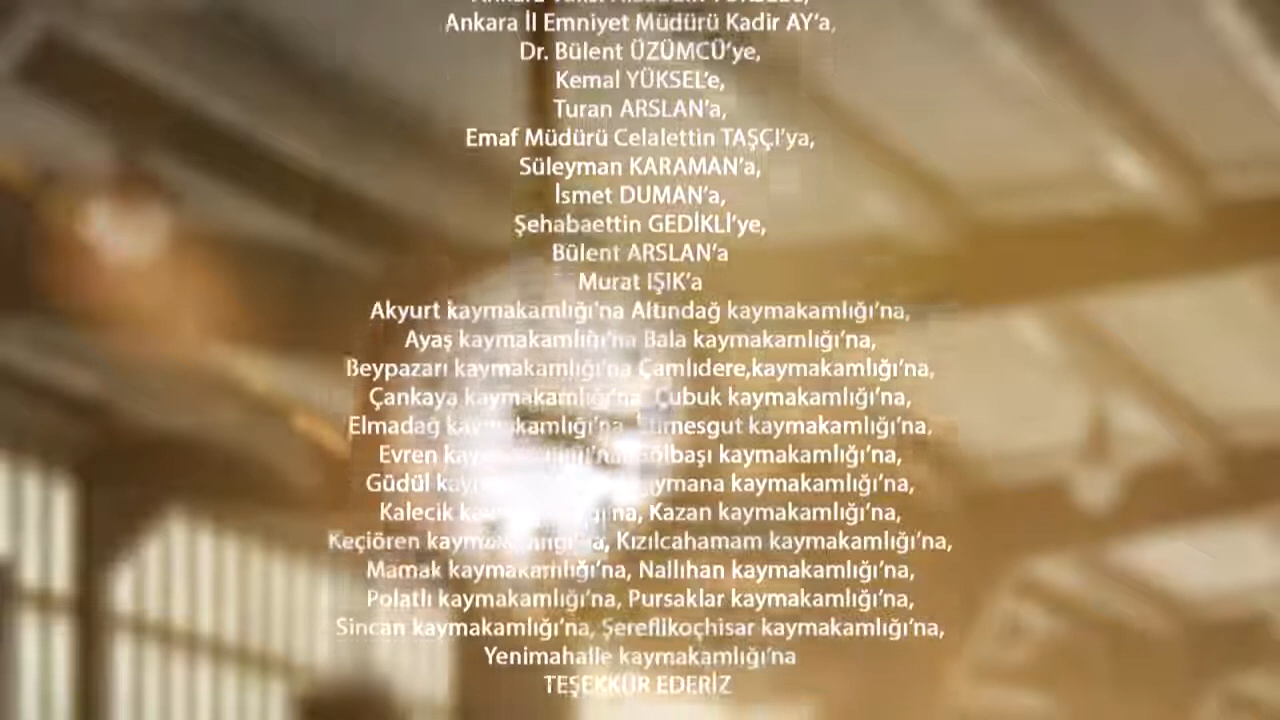 Ankara İl Emniyet Müdürü Kadir AY'a,
Dr. Bülent ÜZÜMCÜ'ye,
Kemal YÜKSEL'e,
Turan ARSLAN'a,
Emaf Müdürü Celalettin TAŞÇI'ya,
Süleyman KARAMAN'a,
İsmet DUMAN'a,
Şehabaettin GEDİKLİ'ye,
Bülent ARSLAN'a
Murat IŞIK'a
Akyurt kaymakamlığı'na Altındağ kaymakamlığı'na,
Ayaş kaymakamlığı'na Bala kaymakamlığı'na,
Beypazarı kaymakamlığı'na Çamlıdere,kaymakamlığı'na,
Çankaya kaymakamlığı'na, Çubuk kaymakamlığı'na,
Elmadağ kaymakamlığı'na, Etimesgut kaymakamlığı'na,
Evren Gölbaşı kaymakamlığı'na,
Güdül kaymakamlığı'na,
Kalecik Kazan kaymakamlığı'na,
Keçiören kaymakamlığı'na, Kızılcahamam kaymakamlığı'na,
Mamak kaymakamlığı'na, Nallıhan kaymakamlığı'na,
Polatlı kaymakamlığı'na, Pursaklar kaymakamlığı'na,
Sincan kaymakamlığı'na, Şereflikoçhisar kaymakamlığı'na,
Yenimahalle kaymakamlığı'na
TEŞEKKÜR EDERİZ